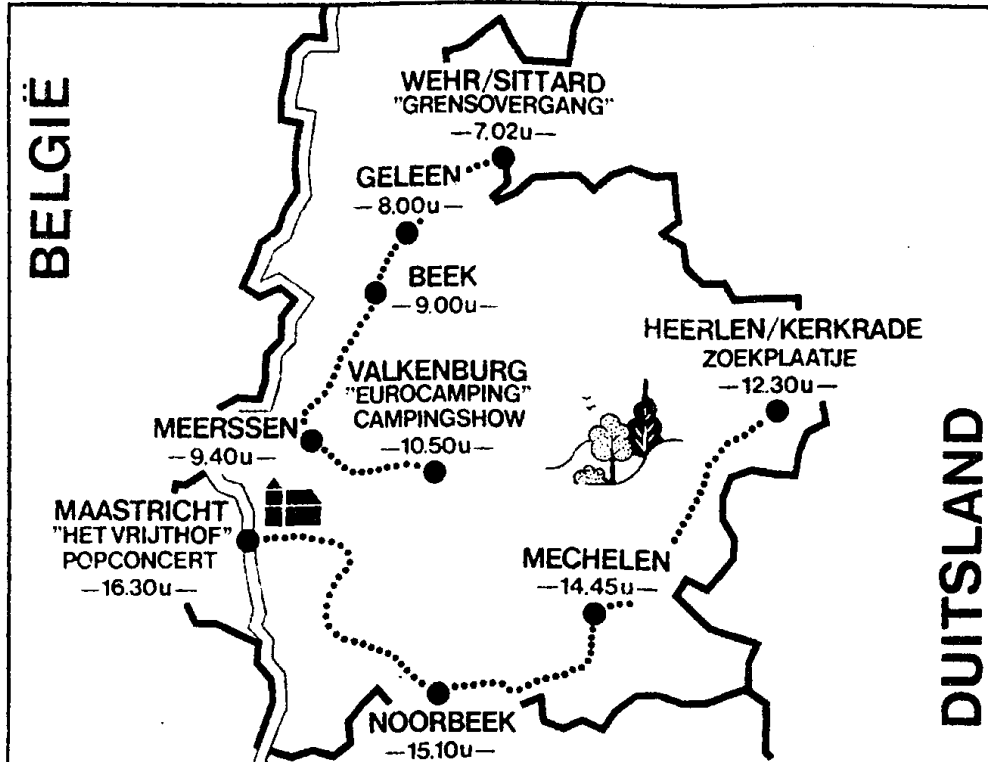 BELGIË
WEHR/SITTARD
"GRENSOVERGANG"
—7.02u—
GELEEN
—8.00u—
BEEK
—9.00u—
HEERLEN/KERKRADE
ZOEKPLAATJE
—12.30u—
VALKENBURG
"EUROCAMPING"
CAMPINGSHOW
—10.50u—
MEERSSEN
—9.40u—
MAASTRICHT
"HET VRIJTHOF"
POPCONCERT
—16.30u—
MECHELEN
—14.45u—
NOORBEEK
—15.10u—
DUITSLAND